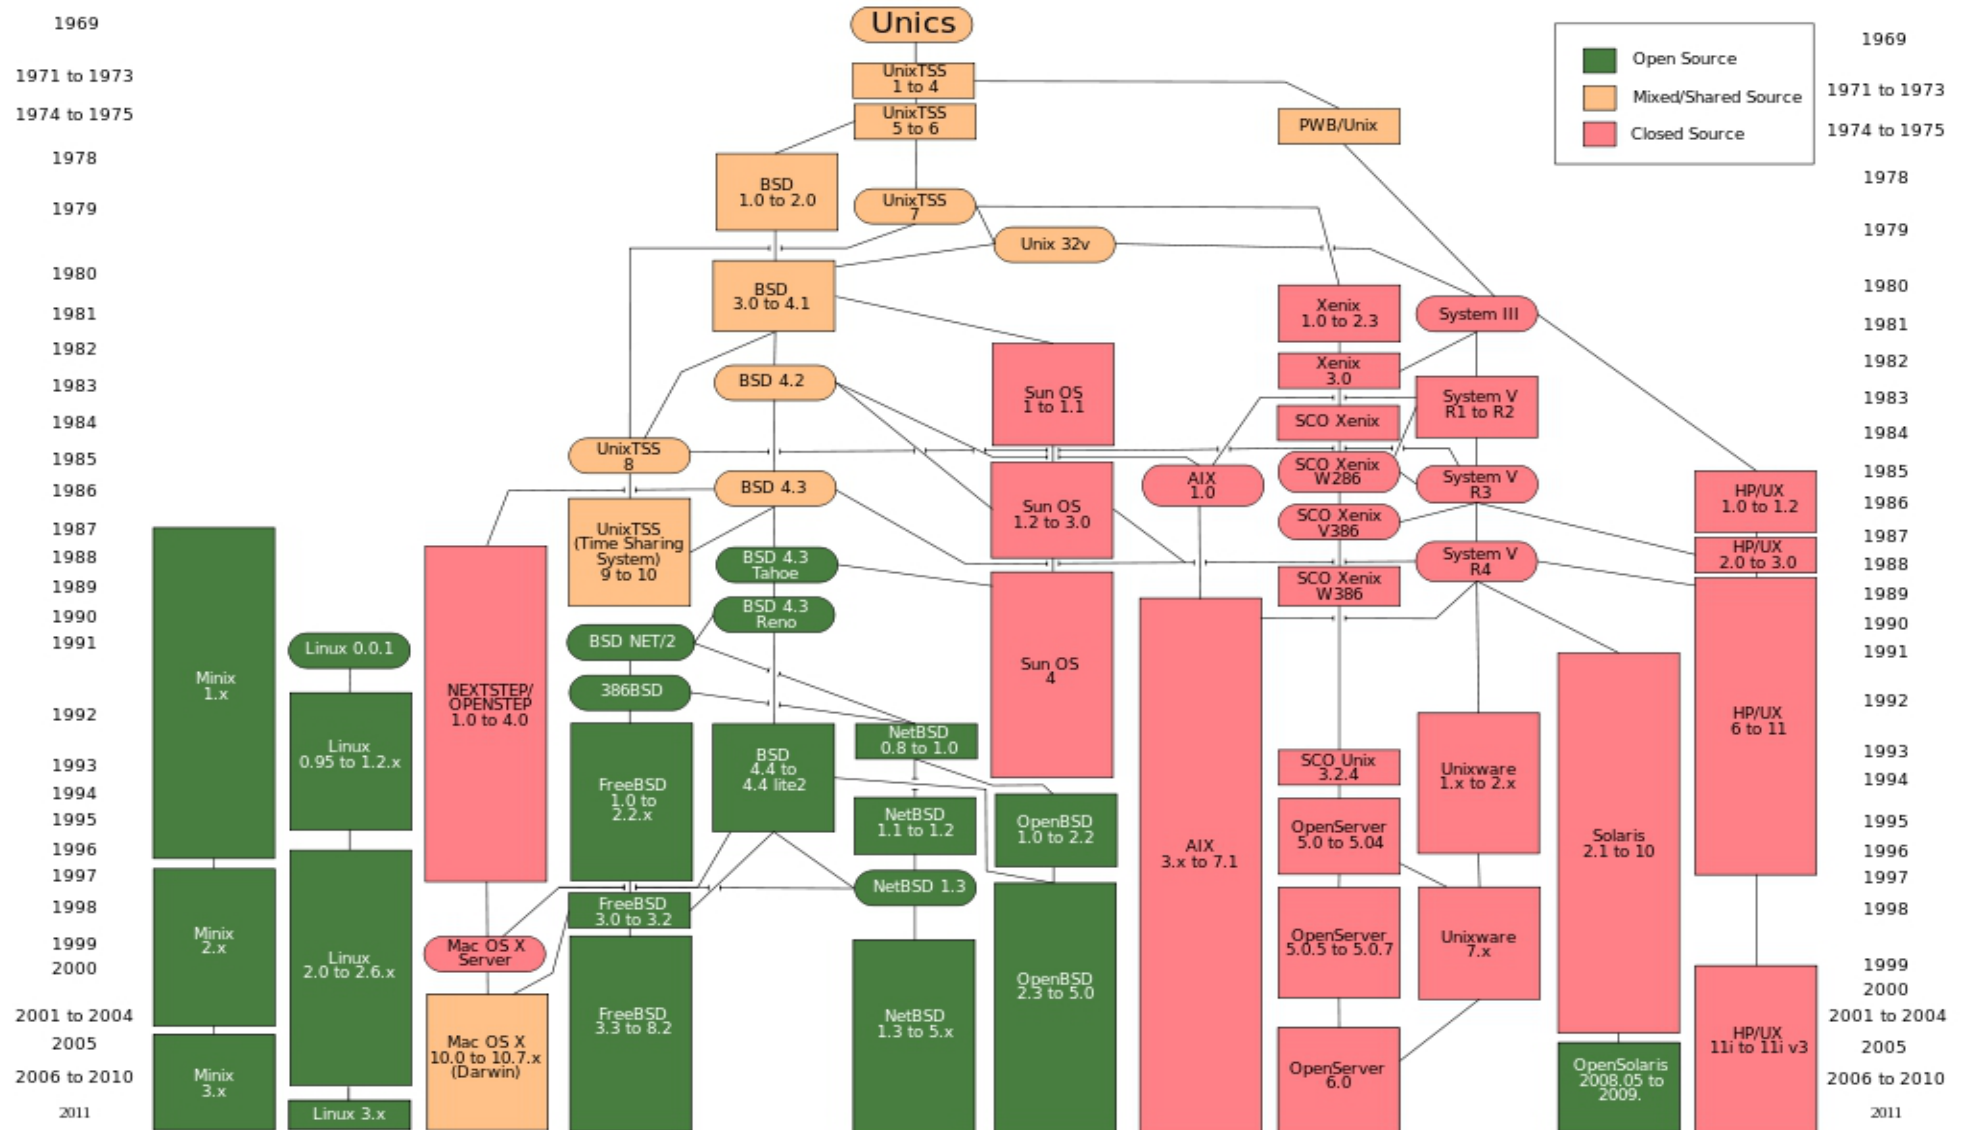 Unics
1969
1971 to 1973
1974 to 1975
1978
1979
1980
1981
1982
1983
1984
1985
1986
1987
1988
1989
1990
1991
1992
1993
1994
1995
1996
1997
1998
1999
2000
2001 to 2004
2005
2006 to 2010
2011
Minix
1.x
Minix
2.x
Minix
3.x
Linux 0.0.1
Linux
0.95 to 1.2.x
Linux
2.0 to 2.6.x
Linux 3.x
NEXTSTEP/
OPENSTEP
1.0 to 4.0
Mac OS X
Server
Mac OS X
10.0 to 10.7.x
(Darwin)
UnixTSS
8
UnixTSS
(Time Sharing
System)
9 to 10
BSD NET/2
386BSD
FreeBSD
1.0 to
2.2.x
FreeBSD
3.0 to 3.2
FreeBSD
3.3 to 8.2
BSD
1.0 to 2.0
BSD
3.0 to 4.1
BSD 4.2
BSD 4.3
BSD 4.3
Tahoe
BSD 4.3
Reno
BSD
4.4 to
4.4 lite2
UnixTSS
1 to 4
UnixTSS
5 to 6
UnixTSS
7
NetBSD
0.8 to 1.0
NetBSD
1.1 to 1.2
NetBSD 1.3
NetBSD
1.3 to 5.x
Unix 32v
Sun OS
1 to 1.1
Sun OS
1.2 to 3.0
Sun OS
4
OpenBSD
1.0 to 2.2
OpenBSD
2.3 to 5.0
AIX
1.0
AIX
3.x to 7.1
PWB/Unix
Xenix
1.0 to 2.3
Xenix
3.0
SCO Xenix
SCO Xenix
W286
SCO Xenix
V386
SCO Xenix
W386
SCO Unix
3.2.4
OpenServer
5.0 to 5.04
OpenServer
5.0.5 to 5.0.7
OpenServer
6.0
System III
System V
R1 to R2
System V
R3
System V
R4
Unixware
1.x to 2.x
Unixware
7.x
Solaris
2.1 to 10
OpenSolaris
2008.05 to
2009.
HP/UX
1.0 to 1.2
HP/UX
2.0 to 3.0
HP/UX
6 to 11
HP/UX
11i to 11i v3
Open Source
Mixed/Shared Source
Closed Source
1969
1971 to 1973
1974 to 1975
1978
1979
1980
1981
1982
1983
1984
1985
1986
1987
1988
1989
1990
1991
1992
1993
1994
1995
1996
1997
1998
1999
2000
2001 to 2004
2005
2006 to 2010
2011